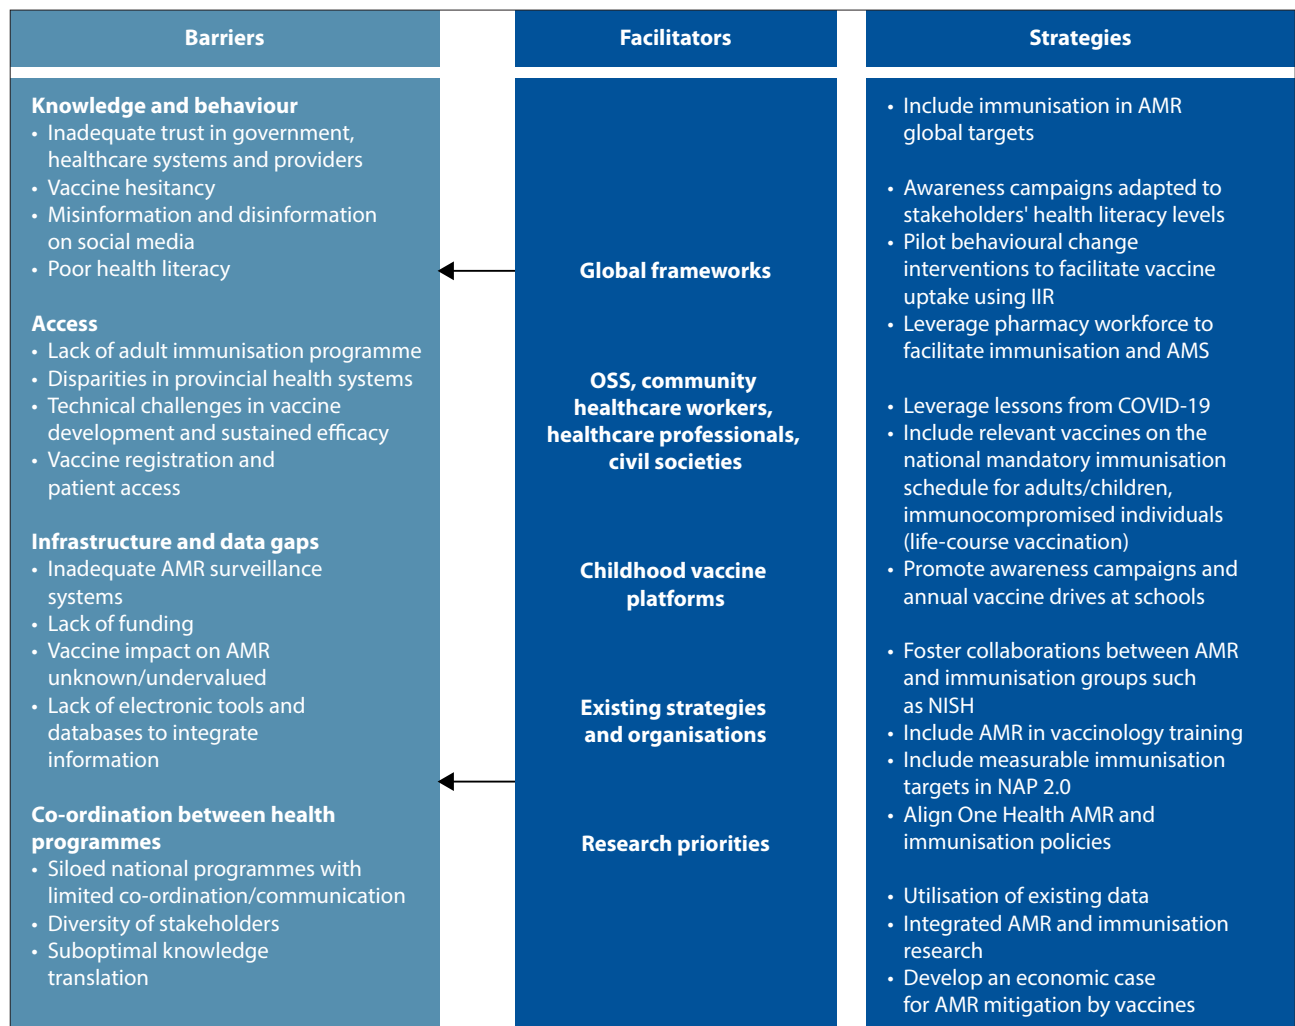 Barriers
Knowledge and behaviour
• Inadequate trust in government,
healthcare systems and providers
• Vaccine hesitancy
• Misinformation and disinformation
on social media
• Poor health literacy
Access
• Lack of adult immunisation programme
• Disparities in provincial health systems
• Technical challenges in vaccine
development and sustained efficacy
• Vaccine registration and
patient access
Infrastructure and data gaps
• Inadequate AMR surveillance
systems
• Lack of funding
• Vaccine impact on AMR
unknown/undervalued
• Lack of electronic tools and
databases to integrate
information
Co-ordination between health
programmes
• Siloed national programmes with
limited co-ordination/communication
• Diversity of stakeholders
• Suboptimal knowledge
translation
Facilitators
Global frameworks
OSS, community
healthcare workers,
healthcare professionals,
civil societies
Childhood vaccine
platforms
Existing strategies
and organisations
Research priorities
Strategies
• Include immunisation in AMR
global targets
• Awareness campaigns adapted to
stakeholders' health literacy levels
• Pilot behavioural change
interventions to facilitate vaccine
uptake using IIR
• Leverage pharmacy workforce to
facilitate immunisation and AMS
• Leverage lessons from COVID-19
• Include relevant vaccines on the
national mandatory immunisation
schedule for adults/children,
immunocompromised individuals
(life-course vaccination)
• Promote awareness campaigns and
annual vaccine drives at schools
• Foster collaborations between AMR
and immunisation groups such
as NISH
• Include AMR in vaccinology training
• Include measurable immunisation
targets in NAP 2.0
• Align One Health AMR and
immunisation policies
• Utilisation of existing data
• Integrated AMR and immunisation
research
• Develop an economic case
for AMR mitigation by vaccines